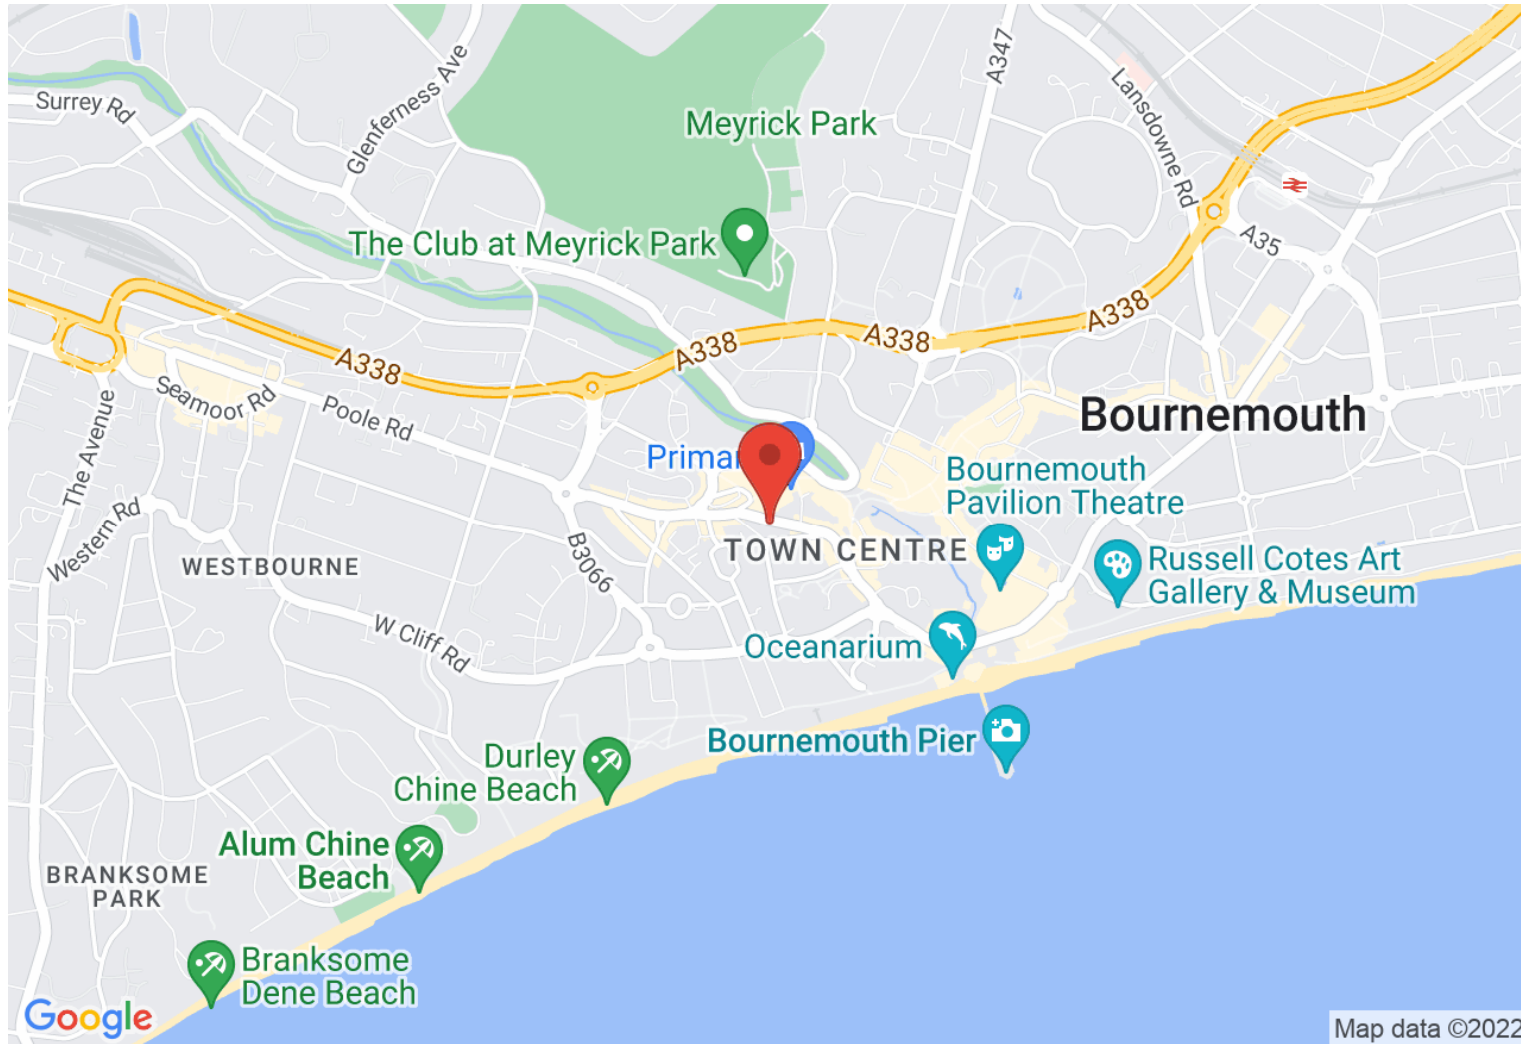 Surrey Rd
Glenferness Ave
A347
Lansdowne Rd
Meyrick Park
The Club at Meyrick Park
A35
A338
A338
A338
A338
Seamoor Rd
Poole Rd
The Avenue
Bournemouth
Bournemouth
Pavilion Theatre
Western Rd
B3066
TOWN CENTRE
WESTBOURNE
Russell Cotes Art
Gallery & Museum
W Cliff Rd
Oceanarium
Bournemouth Pier
Durley
Chine Beach
Alum Chine
Beach
BRANKSOME
PARK
Branksome
Dene Beach
Google
Map data ©2022